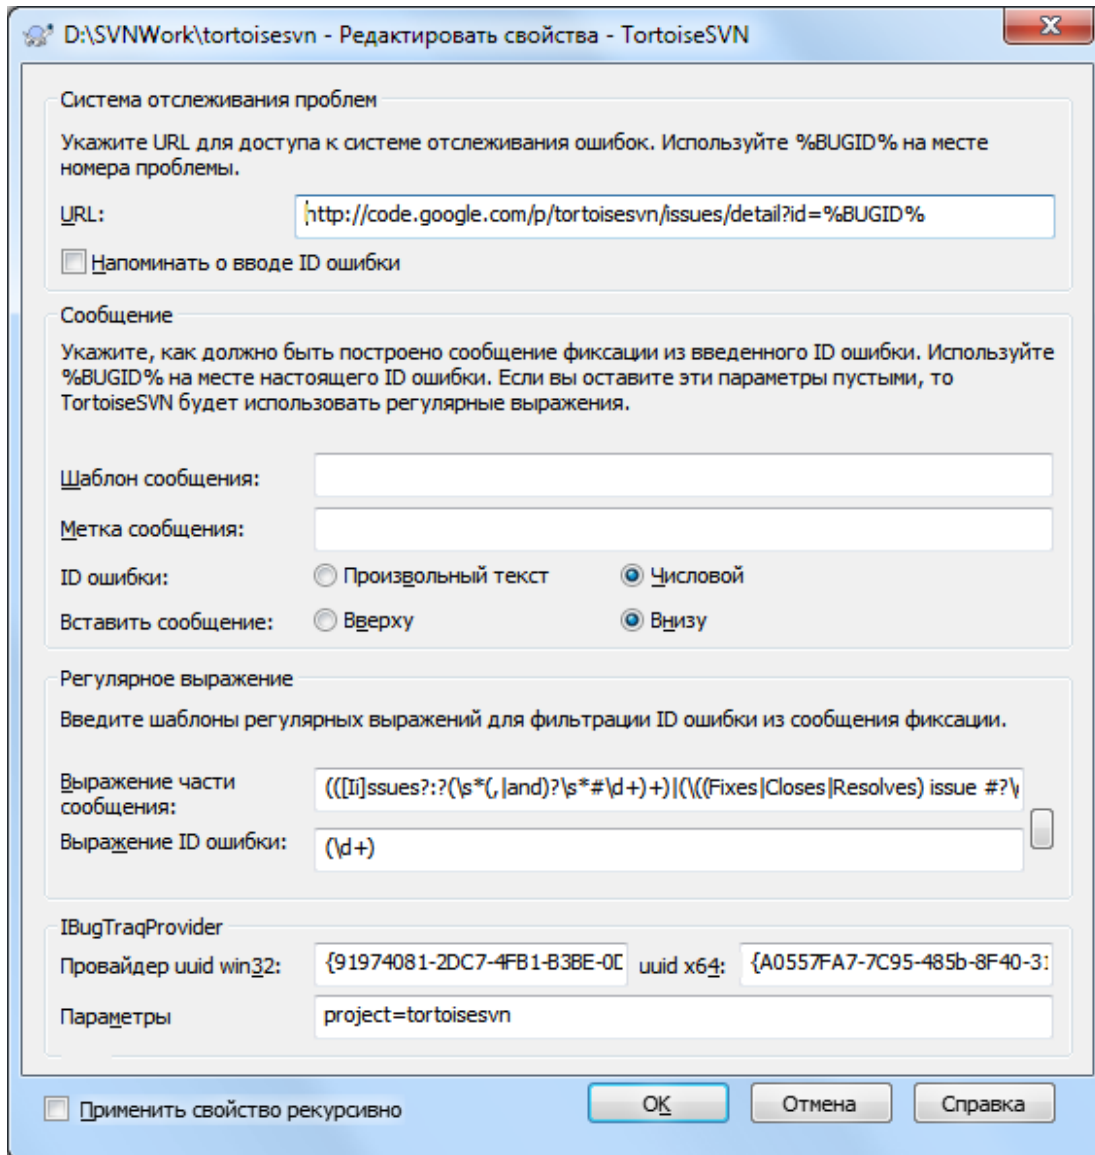 D:\SVNWork\tortoisesvn - Редактировать свойства - TortoiseSVN
Система отслеживания проблем
Укажите URL для доступа к системе отслеживания ошибок. Используйте %BUGID% на месте
номера проблемы.
URL: http://code.google.com/p/tortoisesvn/issues/detail?id=%BUGID%
Напоминать о вводе ID ошибки
Сообщение
Укажите, как должно быть построено сообщение фиксации из введенного ID ошибки. Используйте
%BUGID% на месте настоящего ID ошибки. Если вы оставите эти параметры пустыми, то
TortoiseSVN будет использовать регулярные выражения.
Шаблон сообщения:
Метка сообщения:
ID ошибки: Произвольный текст Числовой
Вставить сообщение: Вверху Внизу
Регулярное выражение
Введите шаблоны регулярных выражений для фильтрации ID ошибки из сообщения фиксации.
Выражение части
сообщения: (([Ii]ssues?:?(\s*(,|and)?\s*#\d+)+)|(\((Fixes|Closes|Resolves) issue #?\
Выражение ID ошибки: (\d+)
IBugTraqProvider
Провайдер uuid win32: {91974081-2DC7-4FB1-B3BE-0D uuid x64: {A0557FA7-7C95-485b-8F40-31
Параметры project=tortoisesvn
Применить свойство рекурсивно OK Отмена Справка